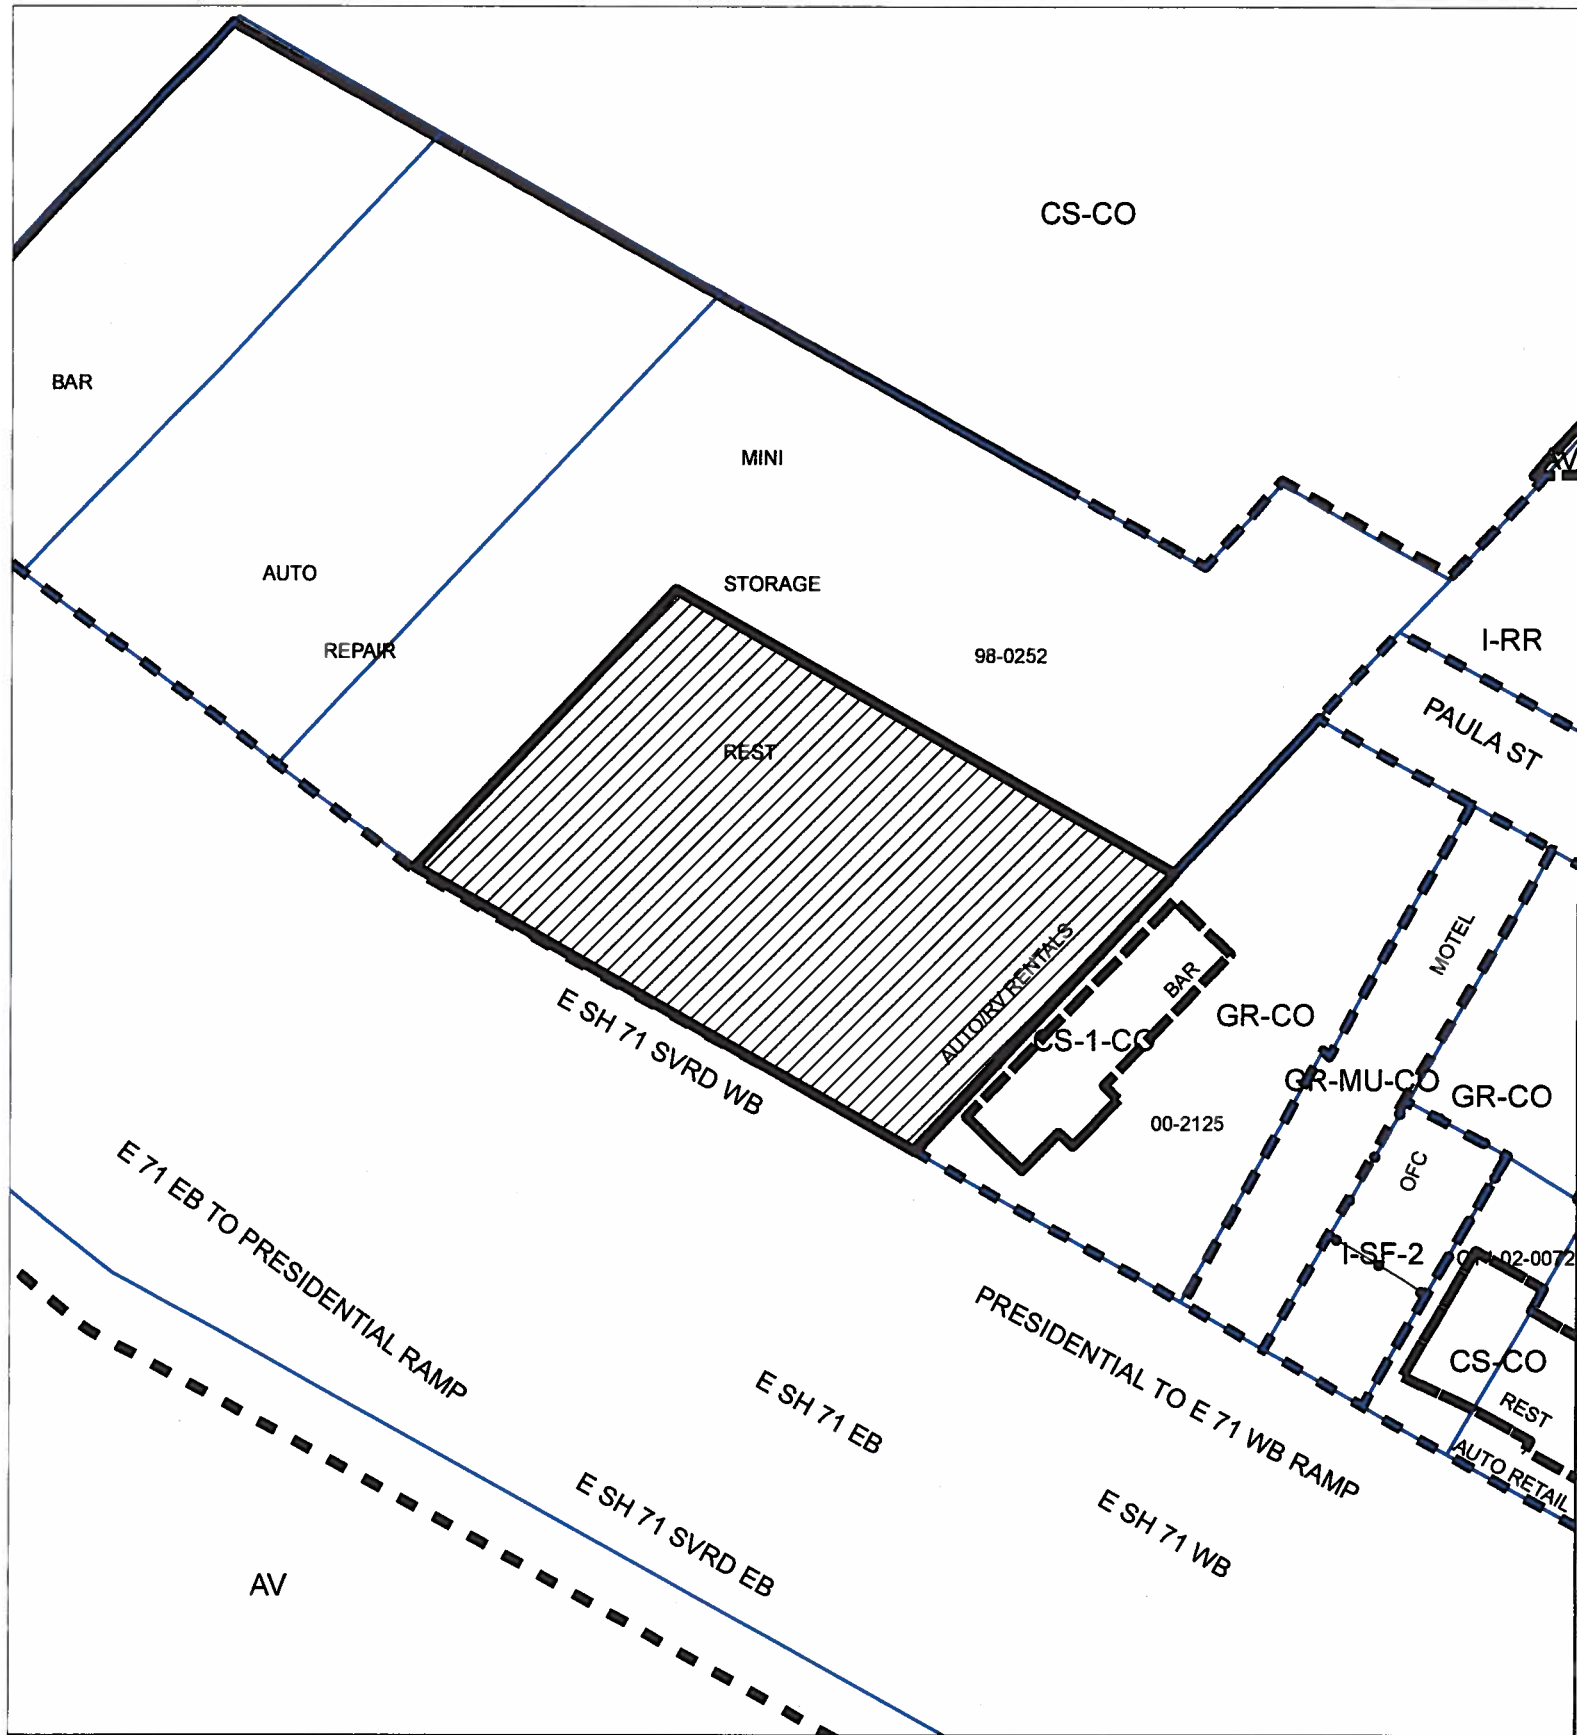 CS-CO
BAR
MINI
AUTO
STORAGE
REPAIR
98-0252
I-RR
PAULA ST
REST
MOTEL
AUTO/RV RENTALS
BAR
GR-CO
CS-1-CO
E SH 71 SVRD WB
GR-MU-CO
GR-CO
00-2125
OFC
E 71 EB TO PRESIDENTIAL RAMP
I-SF-2
02-0072
PRESIDENTIAL TO E 71 WB RAMP
CS-CO
REST
E SH 71 EB
AUTO RETAIL
E SH 71 SVRD EB
E SH 71 WB
AV